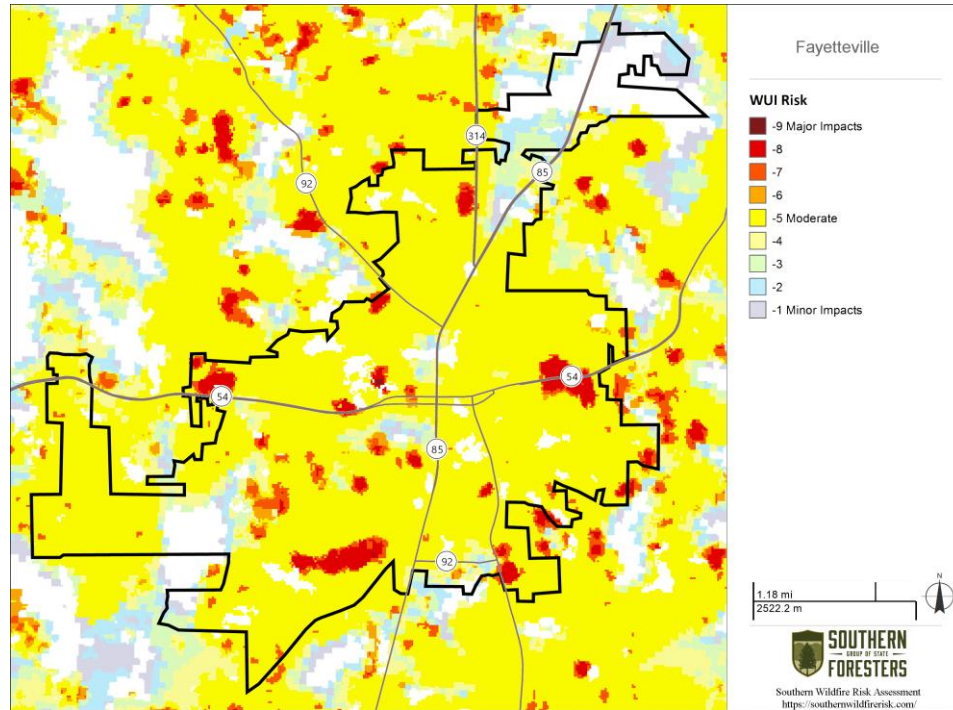 Fayetteville
WUI Risk
-9 Major Impacts
-8
-7
-6
-5 Moderate
-4
-3
-2
-1 Minor Impacts
314
85
92
54
54
85
92
1.18 mi
2522.2 m
N
SOUTHERN
GROUP OF STATE
FORESTERS
Southern Wildfire Risk Assessment
https://southernwildfirerisk.com/